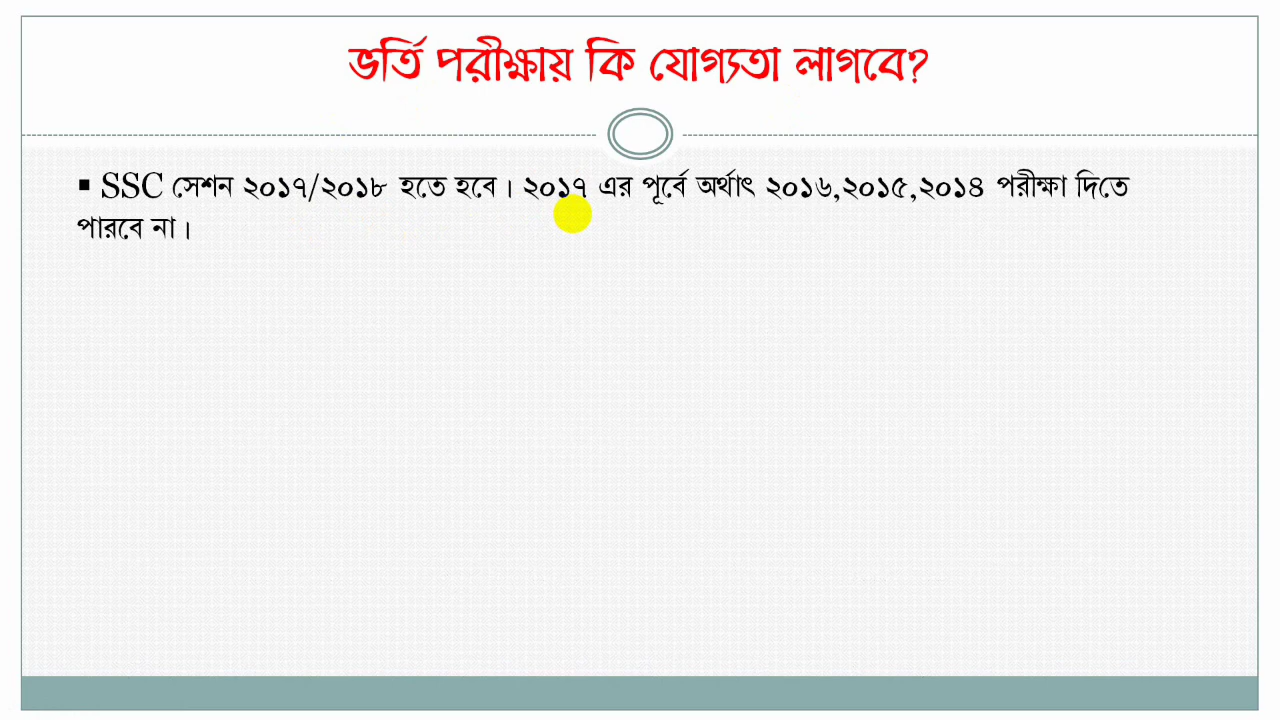 ভর্তি পরীক্ষায় কি যোগ্যতা লাগবে?
▪ SSC সেশন ২০১৭/২০১৮ হতে হবে। ২০১৭ এর পূর্বে অর্থাৎ ২০১৬,২০১৫,২০১৪ পরীক্ষা দিতে
পারবে না।